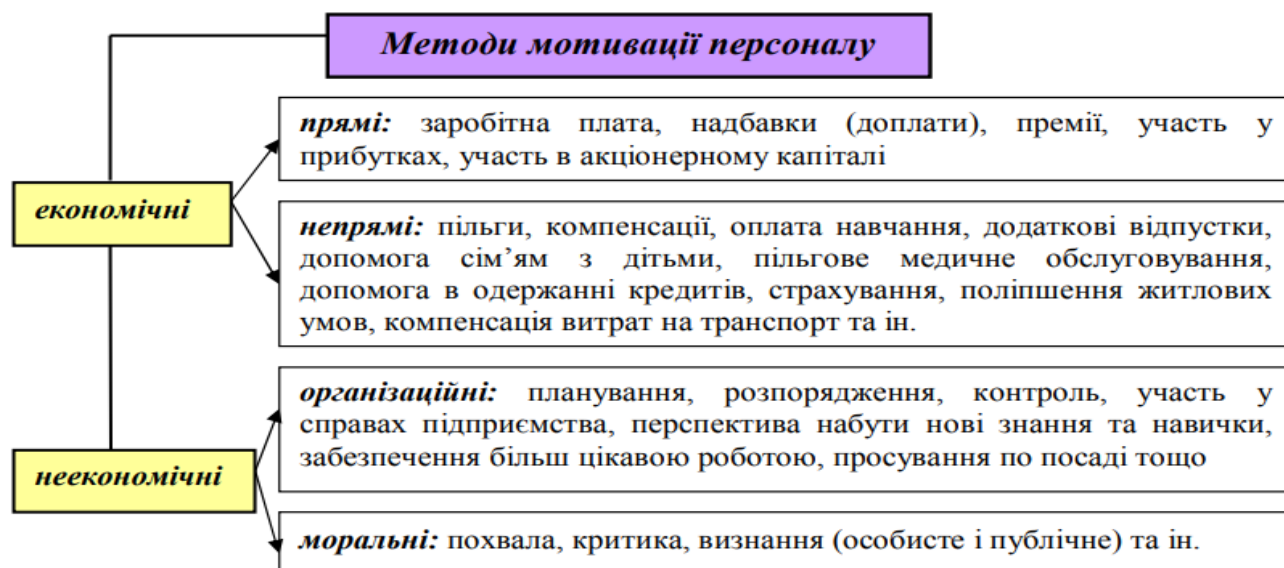 Методи мотивації персоналу
прямі: заробітна плата, надбавки (доплати), премії, участь у
прибутках, участь в акціонерному капіталі
економічні
непрямі: пільги, компенсації, оплата навчання, додаткові відпустки,
допомога сім’ям з дітьми, пільгове медичне обслуговування,
допомога в одержанні кредитів, страхування, поліпшення житлових
умов, компенсація витрат на транспорт та ін.
організаційні: планування, розпорядження, контроль, участь у
справах підприємства, перспектива набути нові знання та навички,
забезпечення більш цікавою роботою, просування по посаді тощо
неекономічні
моральні: похвала, критика, визнання (особисте і публічне) та ін.